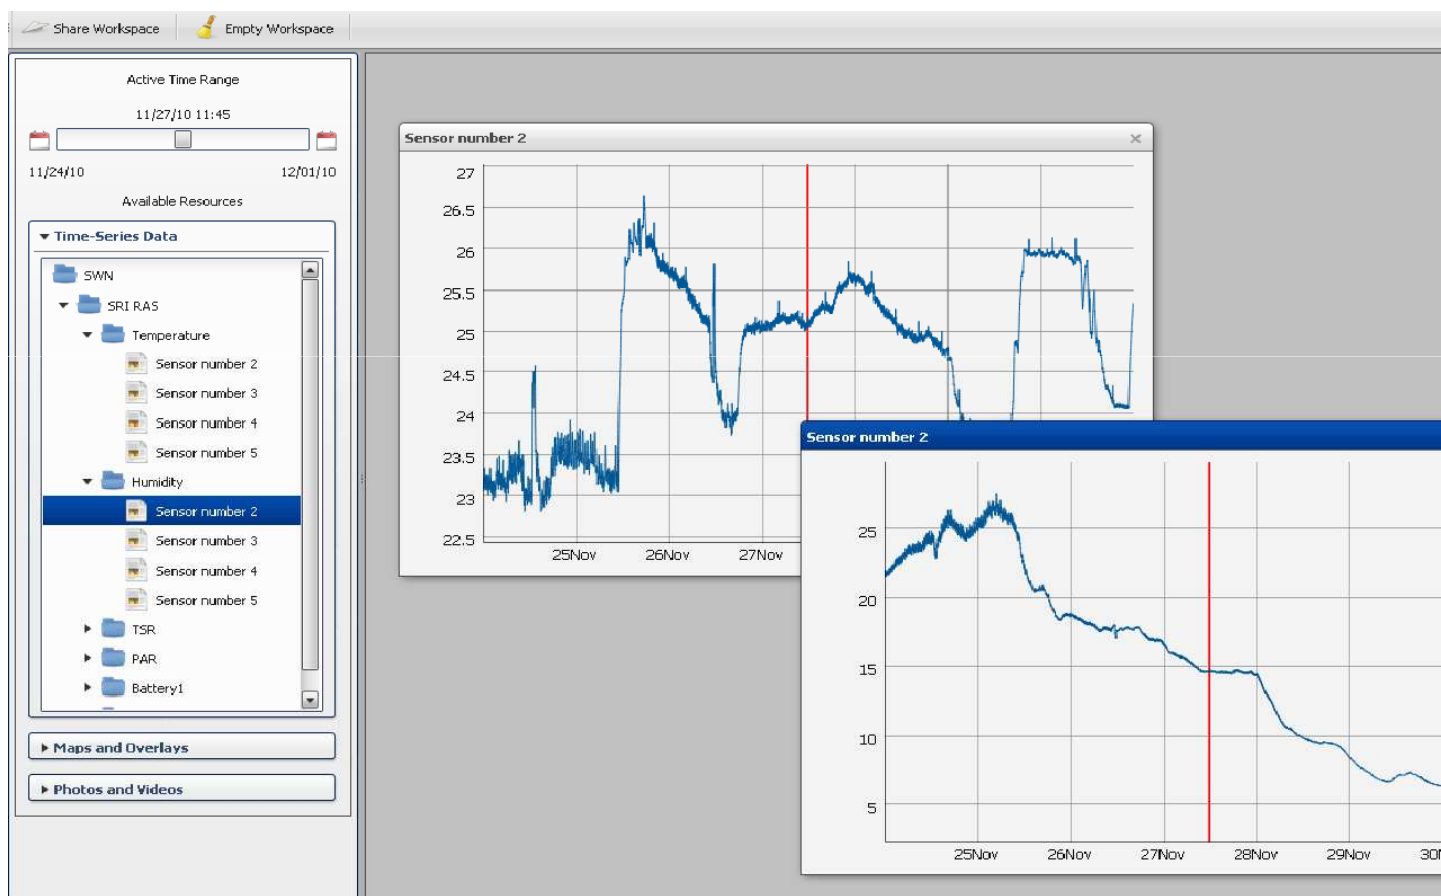 Share Workspace
Empty Workspace
Active Time Range
11/27/10 11:45
11/24/10
12/01/10
Available Resources
Time-Series Data
SWN
SRI RAS
Temperature
Sensor number 2
Sensor number 3
Sensor number 4
Sensor number 5
Humidity
Sensor number 2
Sensor number 3
Sensor number 4
Sensor number 5
TSR
PAR
Battery1
Maps and Overlays
Photos and Videos
Sensor number 2
27
26.5
26
25.5
25
24.5
24
23.5
23
22.5
25Nov
26Nov
27Nov
Sensor number 2
25
20
15
10
5
25Nov
26Nov
27Nov
28Nov
29Nov